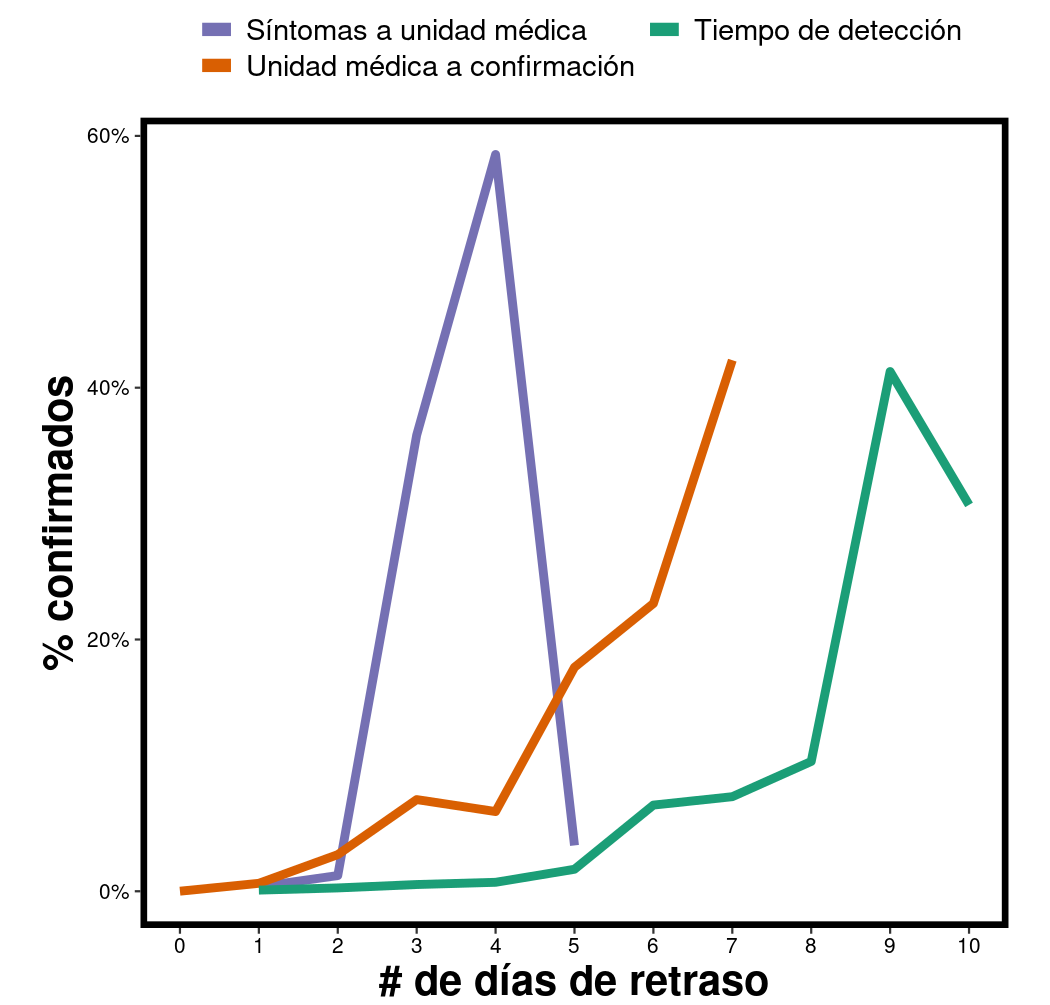 Síntomas a unidad médica
Tiempo de detección
Unidad médica a confirmación
60%
40%
20%
0%
% confirmados
0 1 2 3 4 5 6 7 8 9 10
# de días de retraso